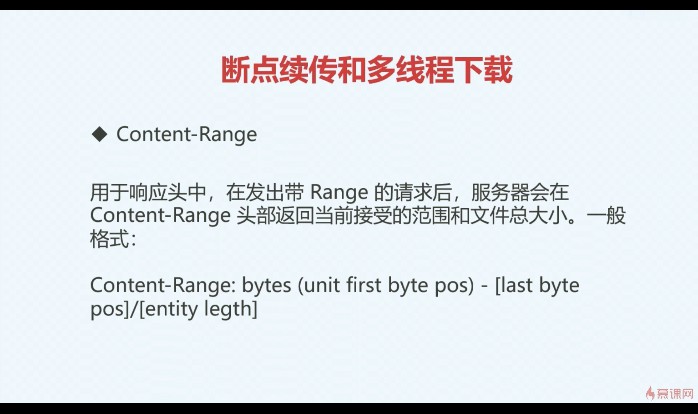 断点续传和多线程下载
◆ Content-Range
用于响应头中，在发出带 Range 的请求后，服务器会在
Content-Range 头部返回当前接受的范围和文件总大小。一般
格式：
Content-Range: bytes (unit first byte pos) - [last byte
pos]/[entity legth]
慕课网